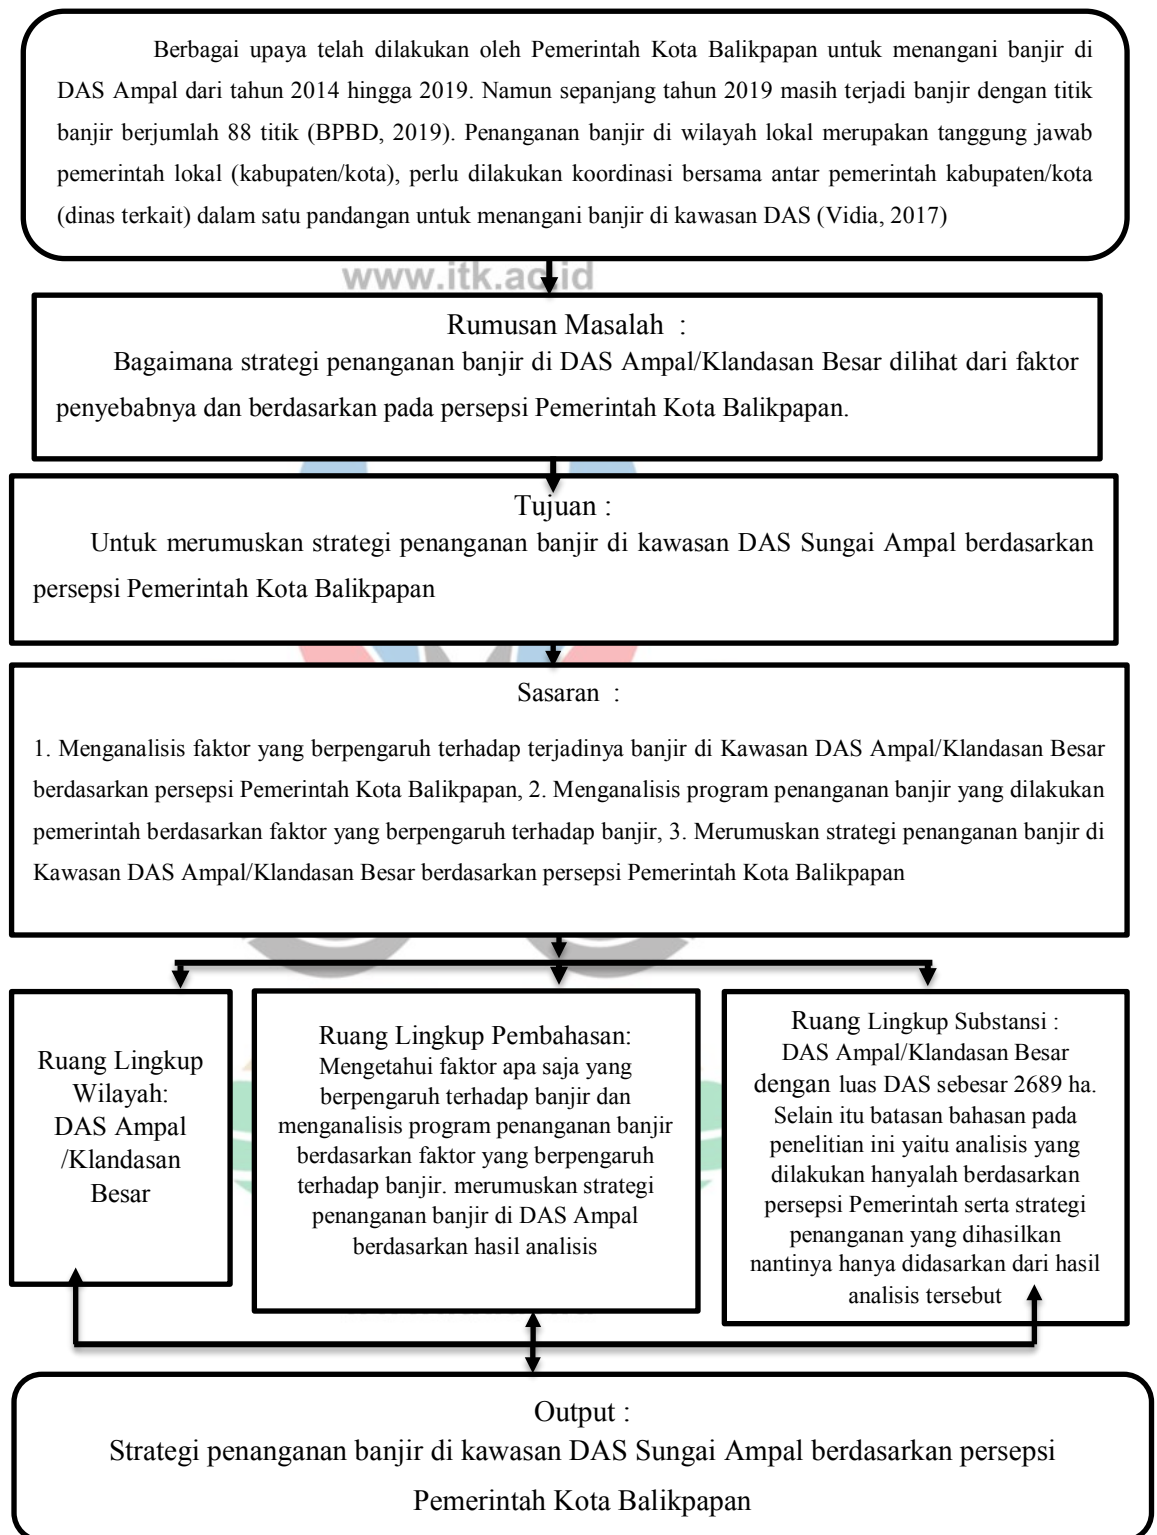 Berbagai upaya telah dilakukan oleh Pemerintah Kota Balikpapan untuk menangani banjir di
DAS Ampal dari tahun 2014 hingga 2019. Namun sepanjang tahun 2019 masih terjadi banjir dengan titik
banjir berjumlah 88 titik (BPBD, 2019). Penanganan banjir di wilayah lokal merupakan tanggung jawab
pemerintah lokal (kabupaten/kota), perlu dilakukan koordinasi bersama antar pemerintah kabupaten/kota
(dinas terkait) dalam satu pandangan untuk menangani banjir di kawasan DAS (Vidia, 2017)
www.itk.ac.id
Rumusan Masalah :
Bagaimana strategi penanganan banjir di DAS Ampal/Klandasan Besar dilihat dari faktor
penyebabnya dan berdasarkan pada persepsi Pemerintah Kota Balikpapan.
Tujuan :
Untuk merumuskan strategi penanganan banjir di kawasan DAS Sungai Ampal berdasarkan
persepsi Pemerintah Kota Balikpapan
Sasaran :
1. Menganalisis faktor yang berpengaruh terhadap terjadinya banjir di Kawasan DAS Ampal/Klandasan Besar
berdasarkan persepsi Pemerintah Kota Balikpapan, 2. Menganalisis program penanganan banjir yang dilakukan
pemerintah berdasarkan faktor yang berpengaruh terhadap banjir, 3. Merumuskan strategi penanganan banjir di
Kawasan DAS Ampal/Klandasan Besar berdasarkan persepsi Pemerintah Kota Balikpapan
Ruang Lingkup
Wilayah:
DAS Ampal
/Klandasan
Besar
Ruang Lingkup Pembahasan:
Mengetahui faktor apa saja yang
berpengaruh terhadap banjir dan
menganalisis program penanganan banjir
berdasarkan faktor yang berpengaruh
terhadap banjir. merumuskan strategi
penanganan banjir di DAS Ampal
berdasarkan hasil analisis
Ruang Lingkup Substansi :
DAS Ampal/Klandasan Besar
dengan luas DAS sebesar 2689 ha.
Selain itu batasan bahasan pada
penelitian ini yaitu analisis yang
dilakukan hanyalah berdasarkan
persepsi Pemerintah serta strategi
penanganan yang dihasilkan
nantinya hanya didasarkan dari hasil
analisis tersebut
Output :
Strategi penanganan banjir di kawasan DAS Sungai Ampal berdasarkan persepsi
Pemerintah Kota Balikpapan